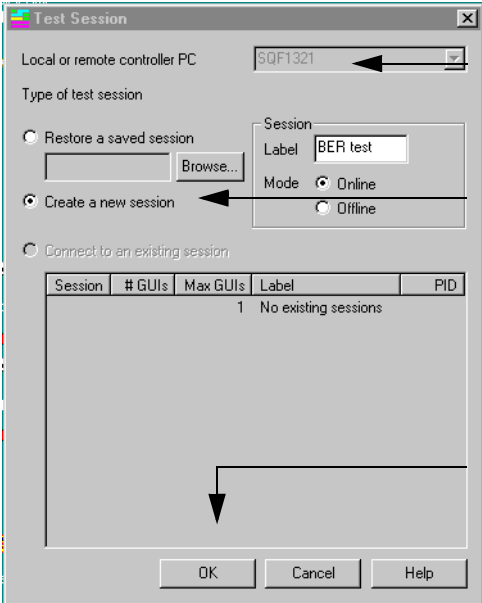 Test Session
Local or remote controller PC
SQF1321
Type of test session
Restore a saved session
Browse...
Create a new session
Session
Label
BER test
Mode
Online
Offline
Connect to an existing session
Session # GUIs Max GUIs Label PID
1 No existing sessions
OK
Cancel
Help